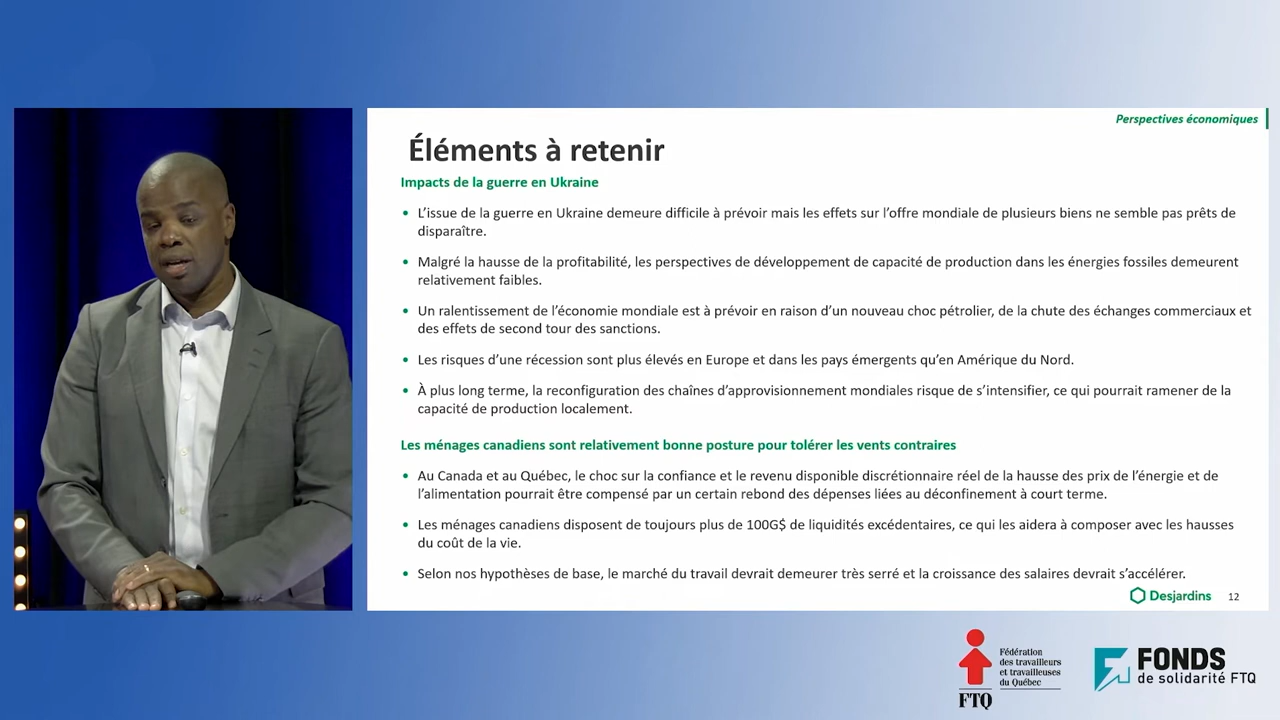 Perspectives économiques
Éléments à retenir
Impacts de la guerre en Ukraine
• L'issue de la guerre en Ukraine demeure difficile à prévoir mais les effets sur l'offre mondiale de plusieurs biens ne semble pas prêts de
disparaître.
• Malgré la hausse de la profitabilité, les perspectives de développement de capacité de production dans les énergies fossiles demeurent
relativement faibles.
• Un ralentissement de l'économie mondiale est à prévoir en raison d'un nouveau choc pétrolier, de la chute des échanges commerciaux et
des effets de second tour des sanctions.
• Les risques d'une récession sont plus élevés en Europe et dans les pays émergents qu'en Amérique du Nord.
• À plus long terme, la reconfiguration des chaînes d'approvisionnement mondiales risque de s'intensifier, ce qui pourrait ramener de la
capacité de production localement.
Les ménages canadiens sont relativement bonne posture pour tolérer les vents contraires
• Au Canada et au Québec, le choc sur la confiance et le revenu disponible discrétionnaire réel de la hausse des prix de l'énergie et de
l'alimentation pourrait être compensé par un certain rebond des dépenses liées au déconfinement à court terme.
• Les ménages canadiens disposent de toujours plus de 100G$ de liquidités excédentaires, ce qui les aidera à composer avec les hausses
du coût de la vie.
• Selon nos hypothèses de base, le marché du travail devrait demeurer très serré et la croissance des salaires devrait s'accélérer.
Desjardins 12
Fédération
des travailleurs
et travailleuses
du Québec
FTQ
FONDS
de solidarité FTQ